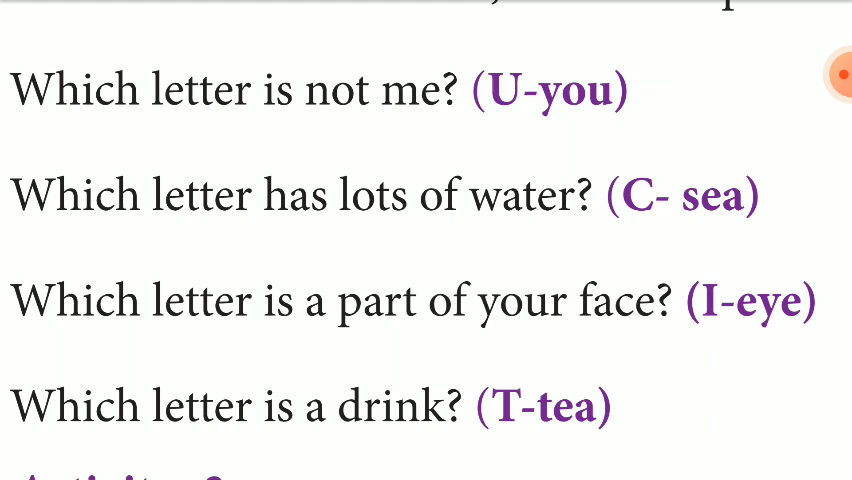 Which letter is not me? (U-you)
Which letter has lots of water? (C- sea)
Which letter is a part of your face? (I-eye)
Which letter is a drink? (T-tea)